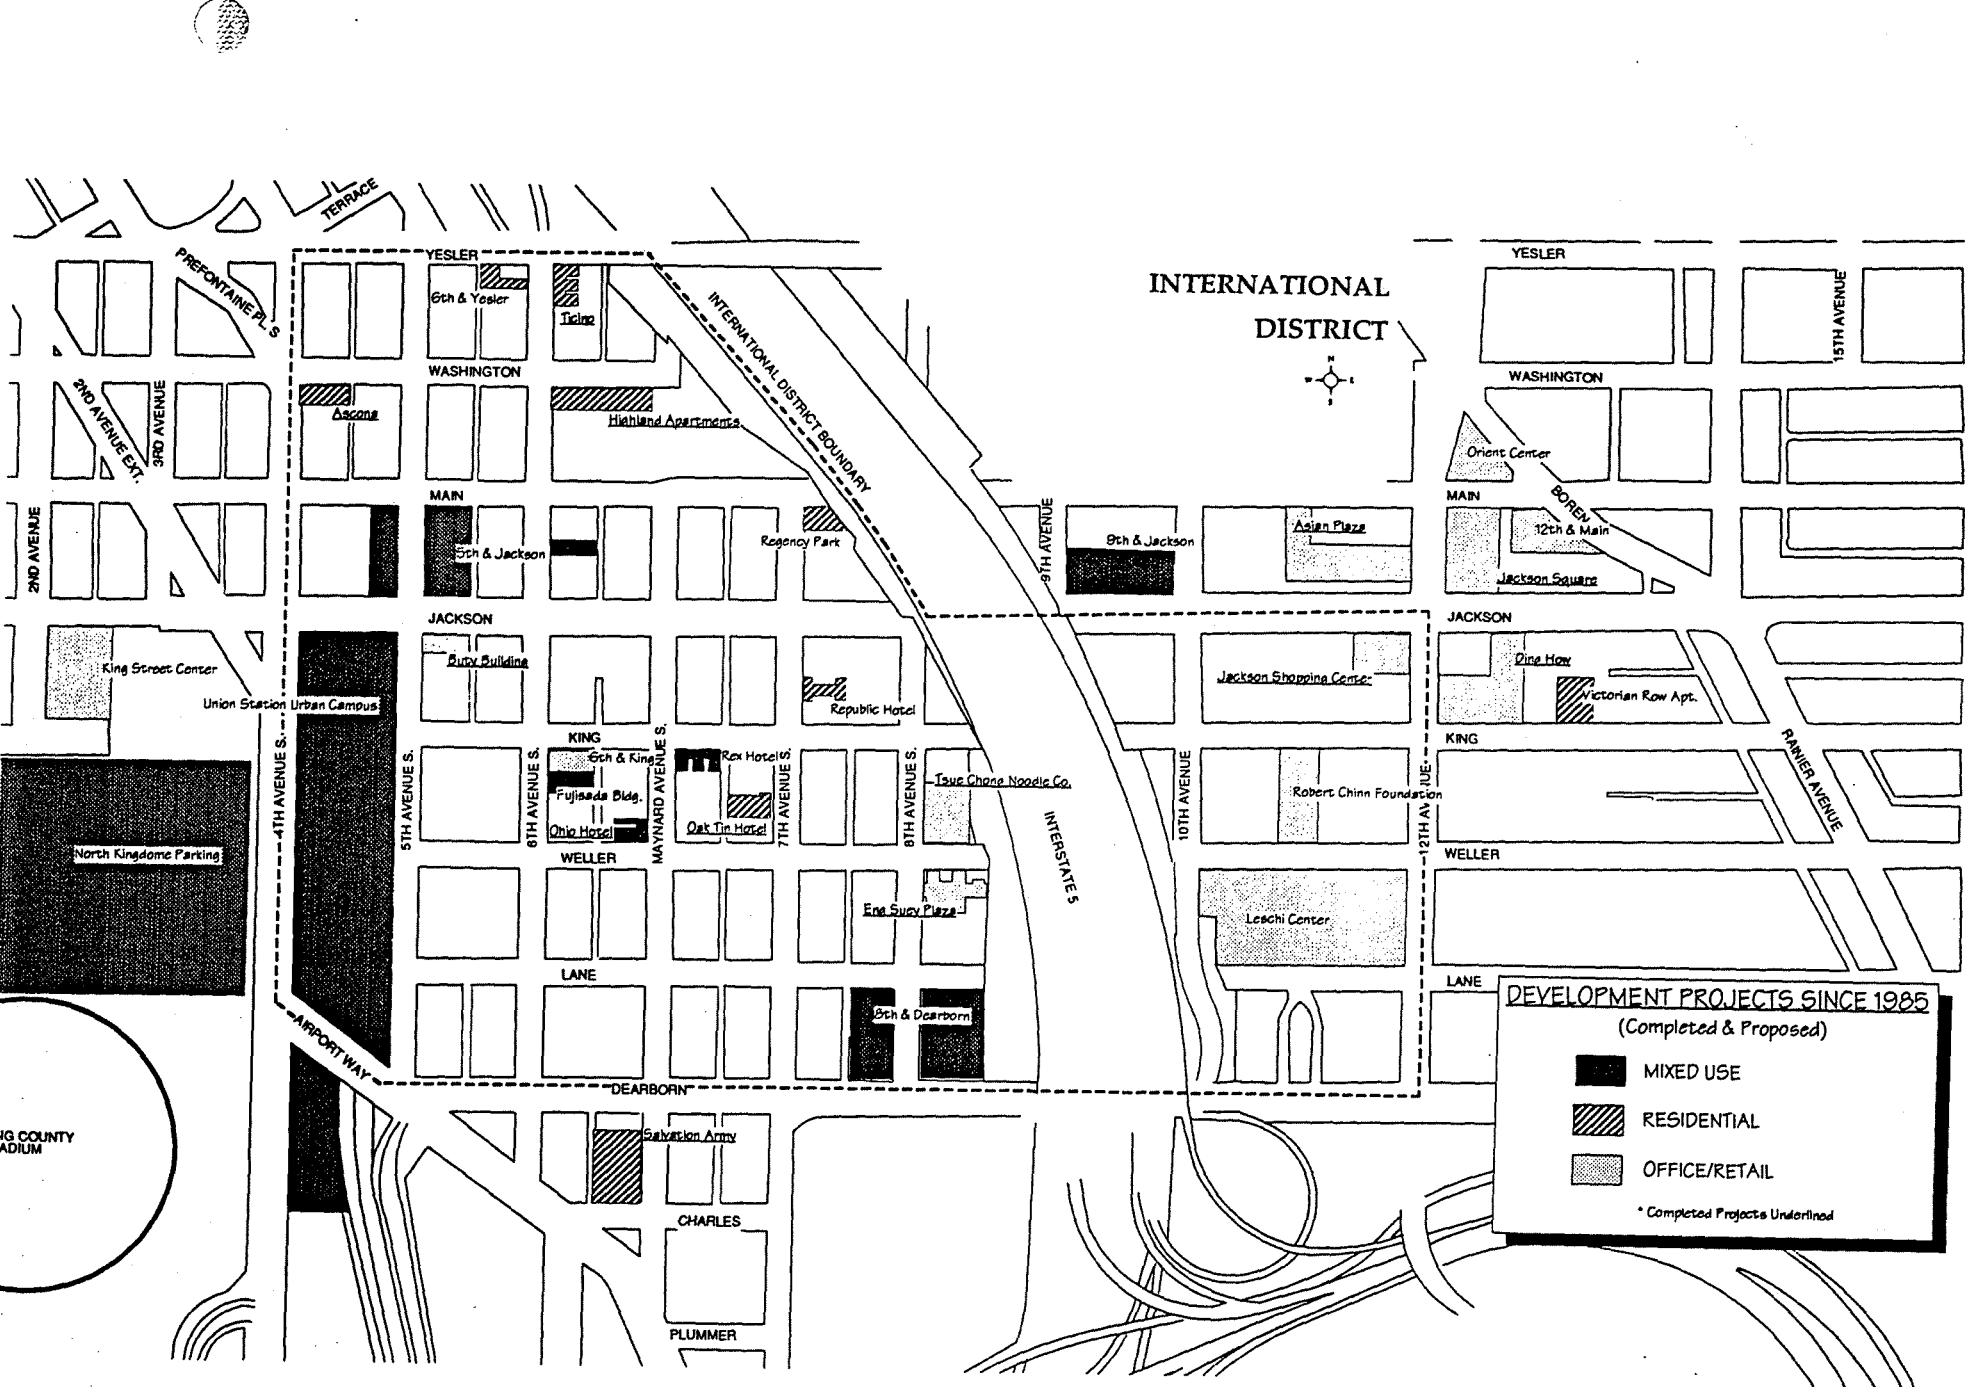 TERRACE
PREFONTAINE PL. S
YESLER
YESLER
6th & Yesler
Ticino
INTERNATIONAL
DISTRICT
N
W
E
S
15TH AVENUE
INTERNATIONAL DISTRICT BOUNDARY
WASHINGTON
WASHINGTON
2ND AVENUE EXT.
3RD AVENUE
Ascona
Highland Apartments
Orient Center
MAIN
MAIN
BOREN
2ND AVENUE
5th & Jackson
Regency Park
9TH AVENUE
9th & Jackson
Asian Plaza
12th & Main
Jackson Square
JACKSON
JACKSON
King Street Center
Buty Building
Jackson Shopping Center
Ding How
Victorian Row Apt.
Union Station Urban Campus
Republic Hotel
KING
KING
4TH AVENUE S.
5TH AVENUE S.
6TH AVENUE S.
MAYNARD AVENUE S.
7TH AVENUE S.
8TH AVENUE S.
10TH AVENUE
12TH AVENUE
RAINIER AVENUE
6th & King
Rex Hotel
Tsue Chong Noodle Co.
Fujisada Bldg.
Robert Chinn Foundation
Ohio Hotel
Oak Tin Hotel
INTERSTATE 5
North Kingdome Parking
WELLER
WELLER
Eng Suey Plaza
Leschi Center
LANE
LANE
8th & Dearborn
AIRPORT WAY
DEARBORN
Salvation Army
NG COUNTY
ADIUM
CHARLES
PLUMMER
DEVELOPMENT PROJECTS SINCE 1985
(Completed & Proposed)
MIXED USE
RESIDENTIAL
OFFICE/RETAIL
* Completed Projects Underlined